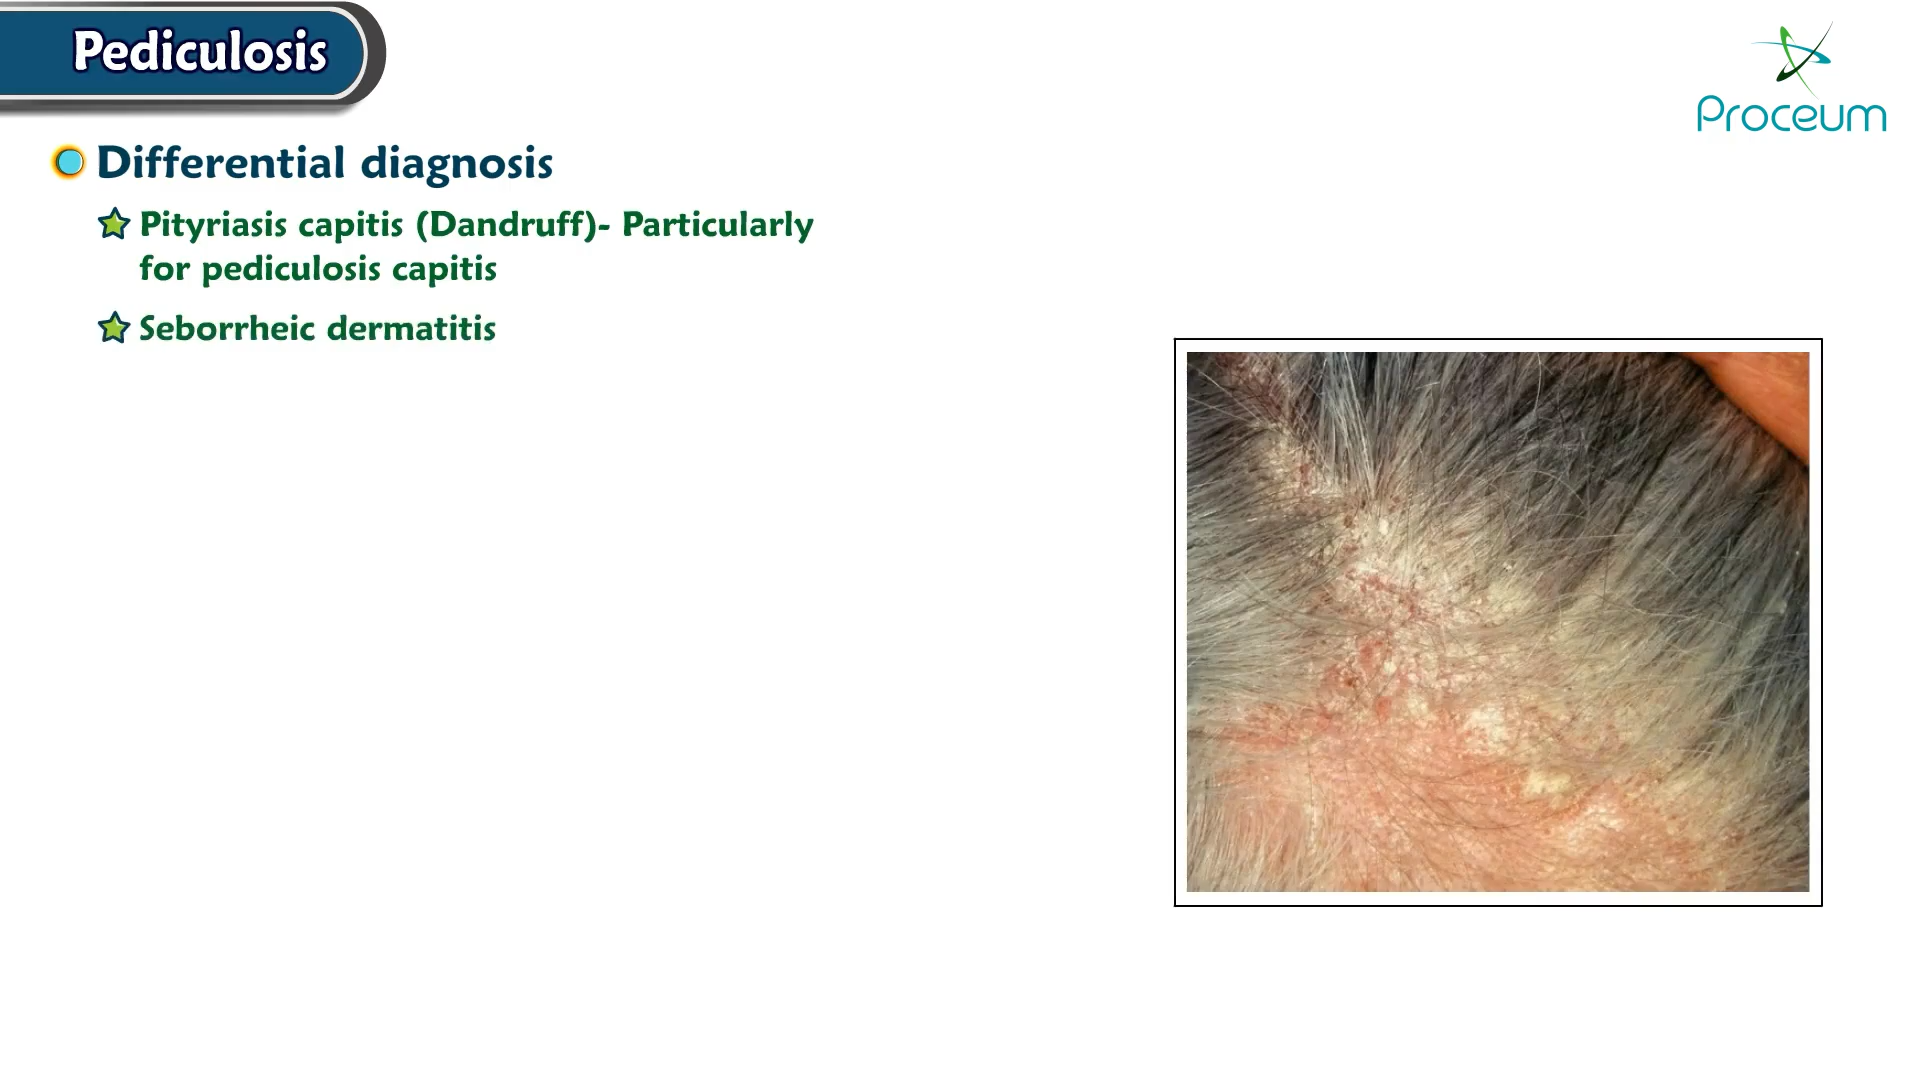 Pediculosis
Proceum
Differential diagnosis
Pityriasis capitis (Dandruff)- Particularly
for pediculosis capitis
Seborrheic dermatitis